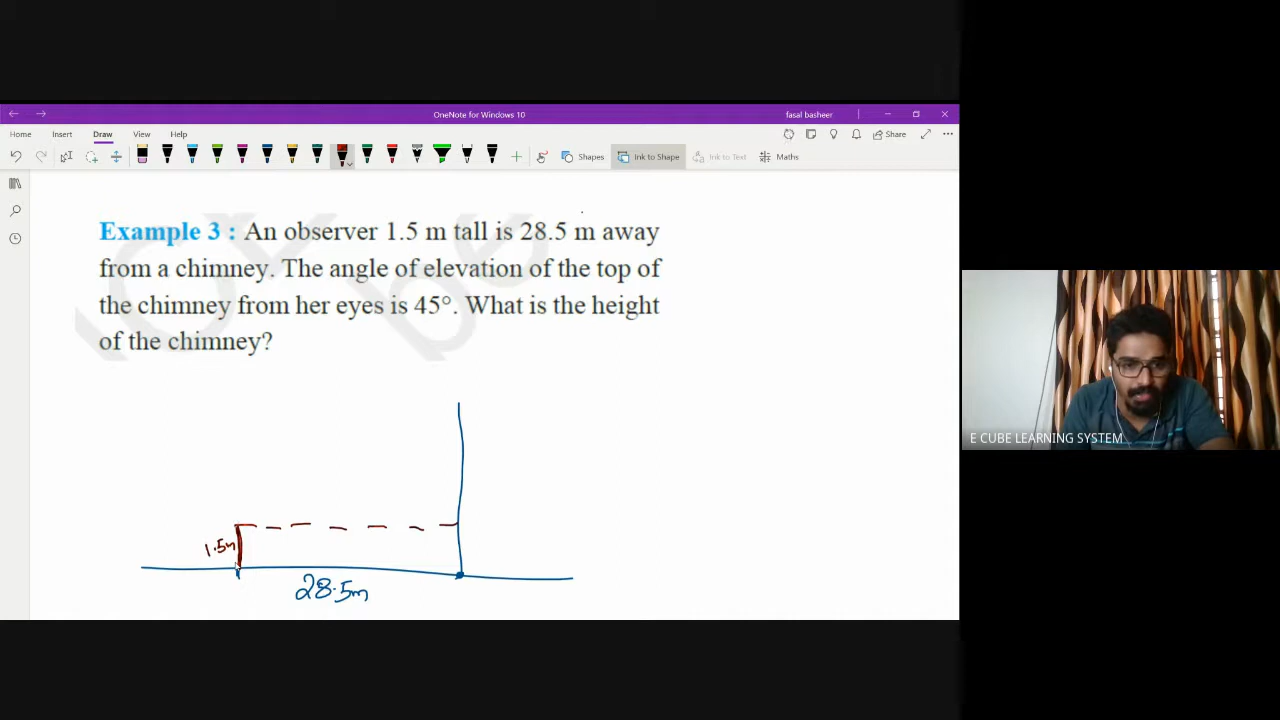 OneNote for Windows 10
fasal basheer
Home Insert Draw View Help
Share
Shapes
Ink to Shape
Ink to Text
Maths
Example 3 : An observer 1.5 m tall is 28.5 m away
from a chimney. The angle of elevation of the top of
the chimney from her eyes is 45°. What is the height
of the chimney?
1.5m
28.5m
E CUBE LEARNING SYSTEM